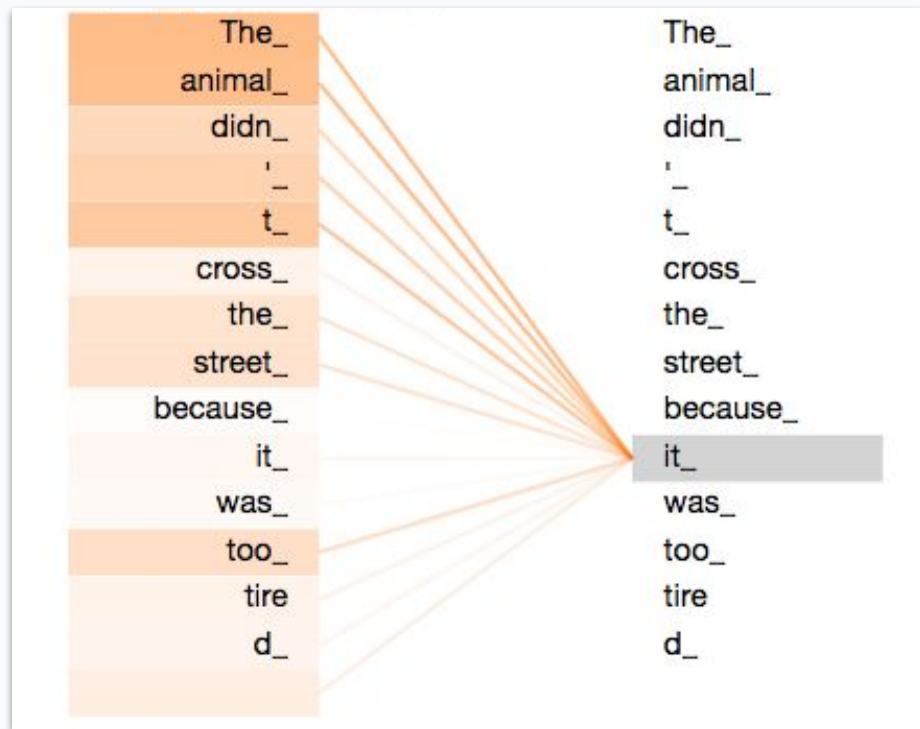 The_ The_
animal_ animal_
didn_ didn_
'_ '_
t_ t_
cross_ cross_
the_ the_
street_ street_
because_ because_
it_ it_
was_ was_
too_ too_
tire tire
d_ d_